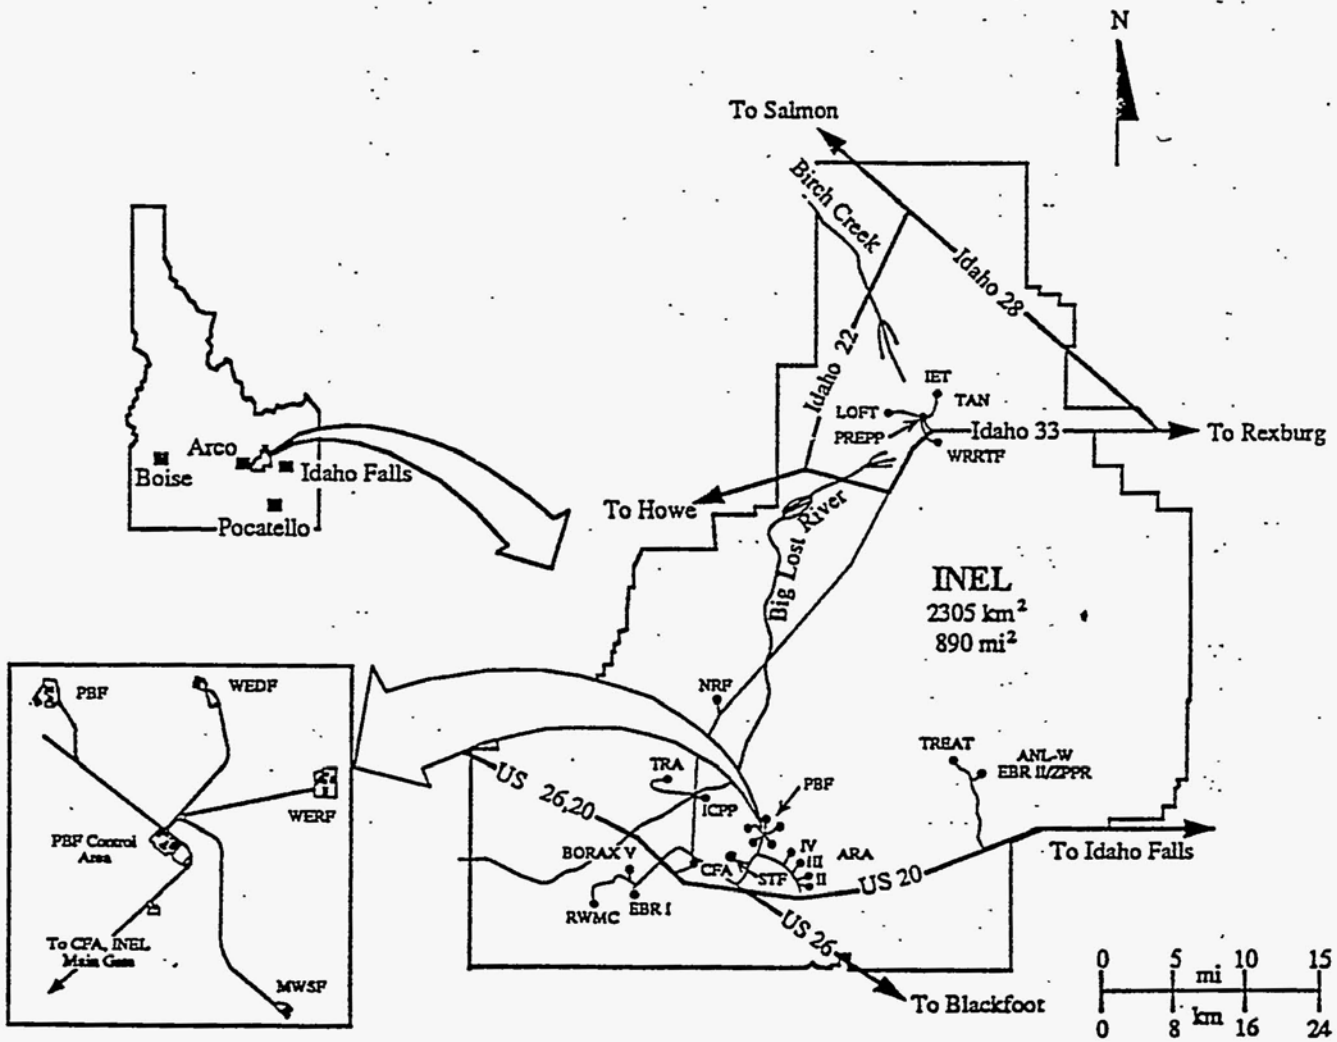 N
To Salmon
Birch Creek
Idaho 28
Idaho 22
IET
TAN
LOFT
PREPP
Idaho 33
To Rexburg
WRRTF
To Howe
Big Lost River
INEL
2305 km²
890 mi²
Arco
Boise
Idaho Falls
Pocatello
NRF
TREAT
ANL-W
EBR II/ZPPR
TRA
ICPP
PBF
US 26,20
BORAX V
CFA
STF
IV
III
II
ARA
RWMC
EBR I
US 20
To Idaho Falls
US 26
To Blackfoot
PBF
WEDF
WERF
PBF Control
Area
To CFA, INEL
Main Gate
MWSF
0 5 10 15
mi
km
0 8 16 24